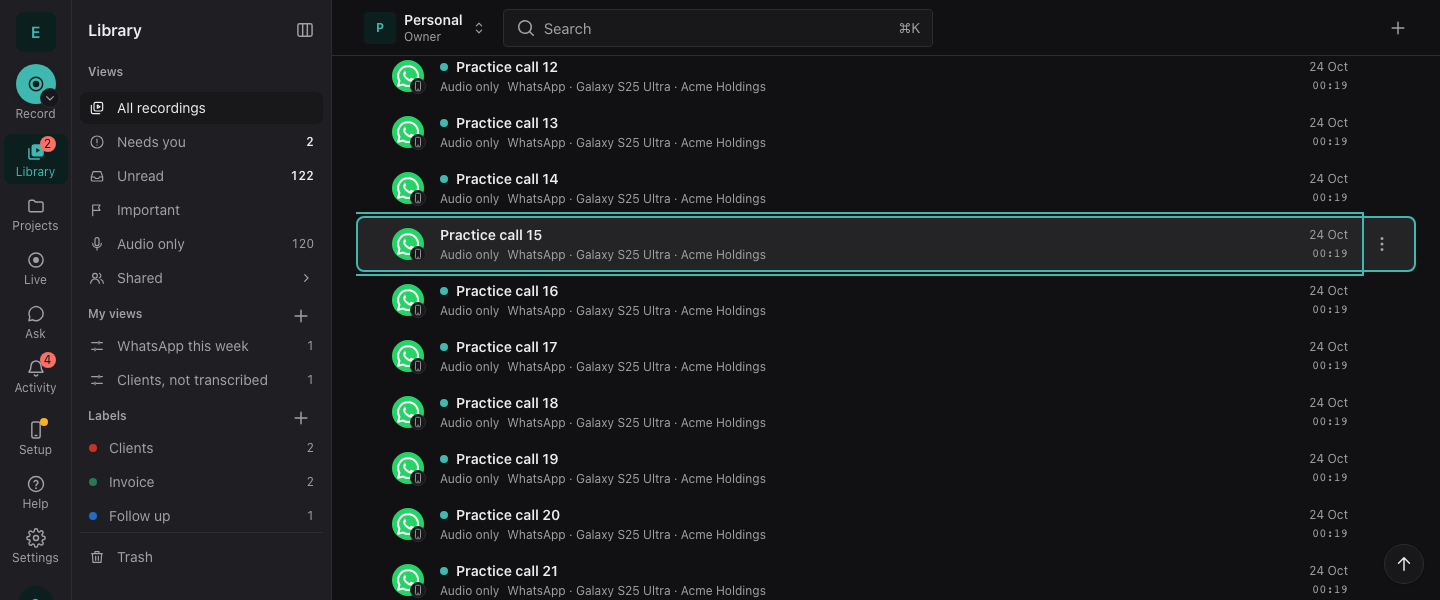 E
Record
2
Library
Projects
Live
Ask
4
Activity
Setup
Help
Settings
Library
Views
All recordings
Needs you 2
Unread 122
Important
Audio only 120
Shared
My views
WhatsApp this week 1
Clients, not transcribed 1
Labels
Clients 2
Invoice 2
Follow up 1
Trash
P
Personal
Owner
Search ⌘K
Practice call 12 24 Oct
Audio only WhatsApp · Galaxy S25 Ultra · Acme Holdings 00:19
Practice call 13 24 Oct
Audio only WhatsApp · Galaxy S25 Ultra · Acme Holdings 00:19
Practice call 14 24 Oct
Audio only WhatsApp · Galaxy S25 Ultra · Acme Holdings 00:19
Practice call 15 24 Oct
Audio only WhatsApp · Galaxy S25 Ultra · Acme Holdings 00:19
Practice call 16 24 Oct
Audio only WhatsApp · Galaxy S25 Ultra · Acme Holdings 00:19
Practice call 17 24 Oct
Audio only WhatsApp · Galaxy S25 Ultra · Acme Holdings 00:19
Practice call 18 24 Oct
Audio only WhatsApp · Galaxy S25 Ultra · Acme Holdings 00:19
Practice call 19 24 Oct
Audio only WhatsApp · Galaxy S25 Ultra · Acme Holdings 00:19
Practice call 20 24 Oct
Audio only WhatsApp · Galaxy S25 Ultra · Acme Holdings 00:19
Practice call 21 24 Oct
Audio only WhatsApp · Galaxy S25 Ultra · Acme Holdings 00:19